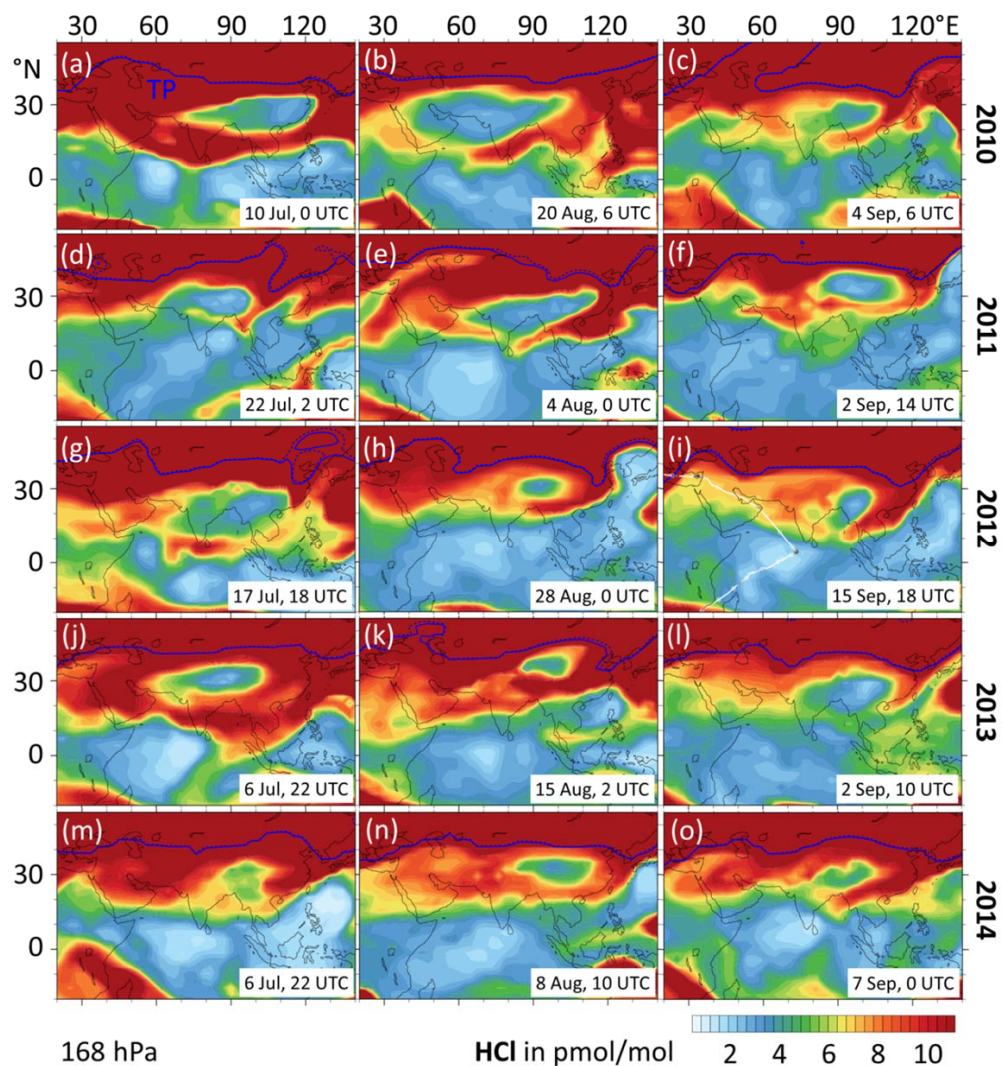 30 60 90 120°E 30 60 90 120°E 30 60 90 120°E
°N
(a) (b) (c)
TP
30
0
2010
10 Jul, 0 UTC 20 Aug, 6 UTC 4 Sep, 6 UTC
(d) (e) (f)
30
0
2011
22 Jul, 2 UTC 4 Aug, 0 UTC 2 Sep, 14 UTC
(g) (h) (i)
30
0
2012
17 Jul, 18 UTC 28 Aug, 0 UTC 15 Sep, 18 UTC
(j) (k) (l)
30
0
2013
6 Jul, 22 UTC 15 Aug, 2 UTC 2 Sep, 10 UTC
(m) (n) (o)
30
0
2014
6 Jul, 22 UTC 8 Aug, 10 UTC 7 Sep, 0 UTC
168 hPa HCl in pmol/mol 2 4 6 8 10